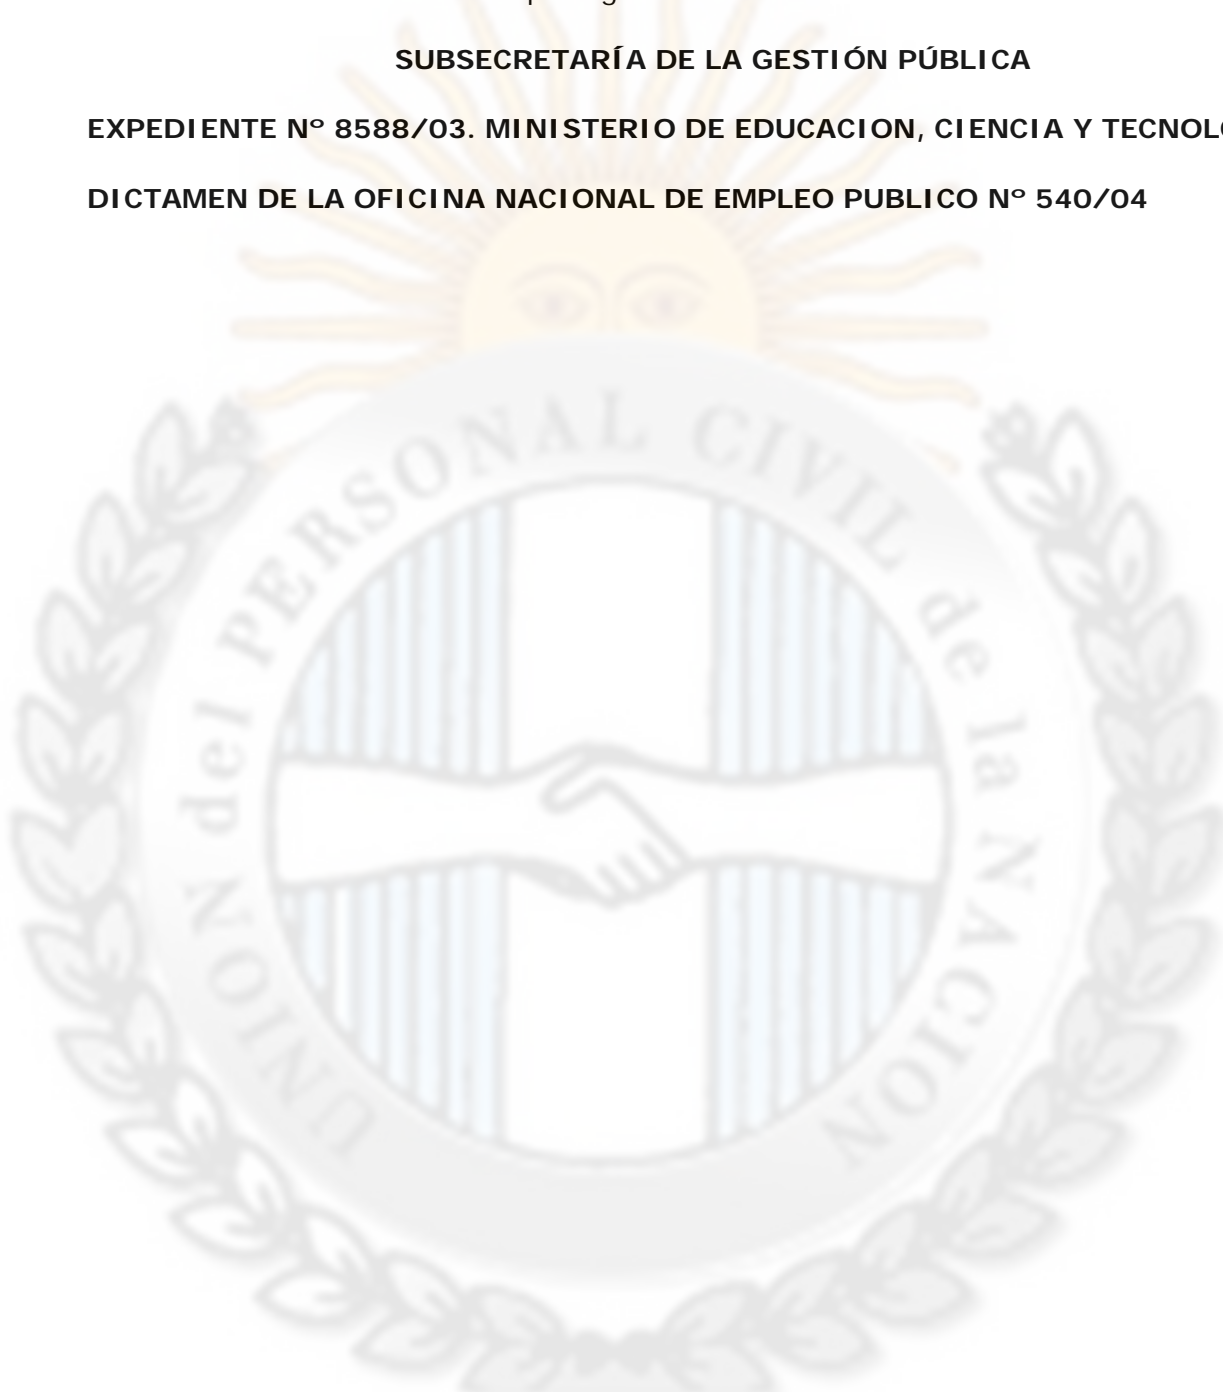 SUBSECRETARÍA DE LA GESTIÓN PÚBLICA
EXPEDIENTE Nº 8588/03. MINISTERIO DE EDUCACION, CIENCIA Y
DICTAMEN DE LA OFICINA NACIONAL DE EMPLEO PUBLICO Nº 540/04
UNION del PERSONAL CIVIL de la NACION